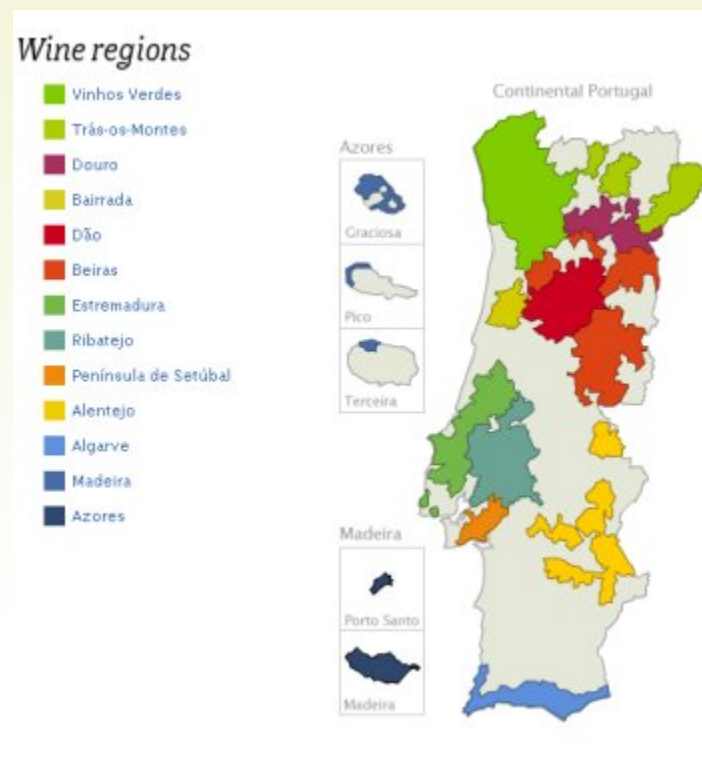 Wine regions
Vinhos Verdes
Trás-os-Montes
Douro
Bairrada
Dão
Beiras
Estremadura
Ribatejo
Península de Setúbal
Alentejo
Algarve
Madeira
Azores
Continental Portugal
Azores
Graciosa
Pico
Terceira
Madeira
Porto Santo
Madeira